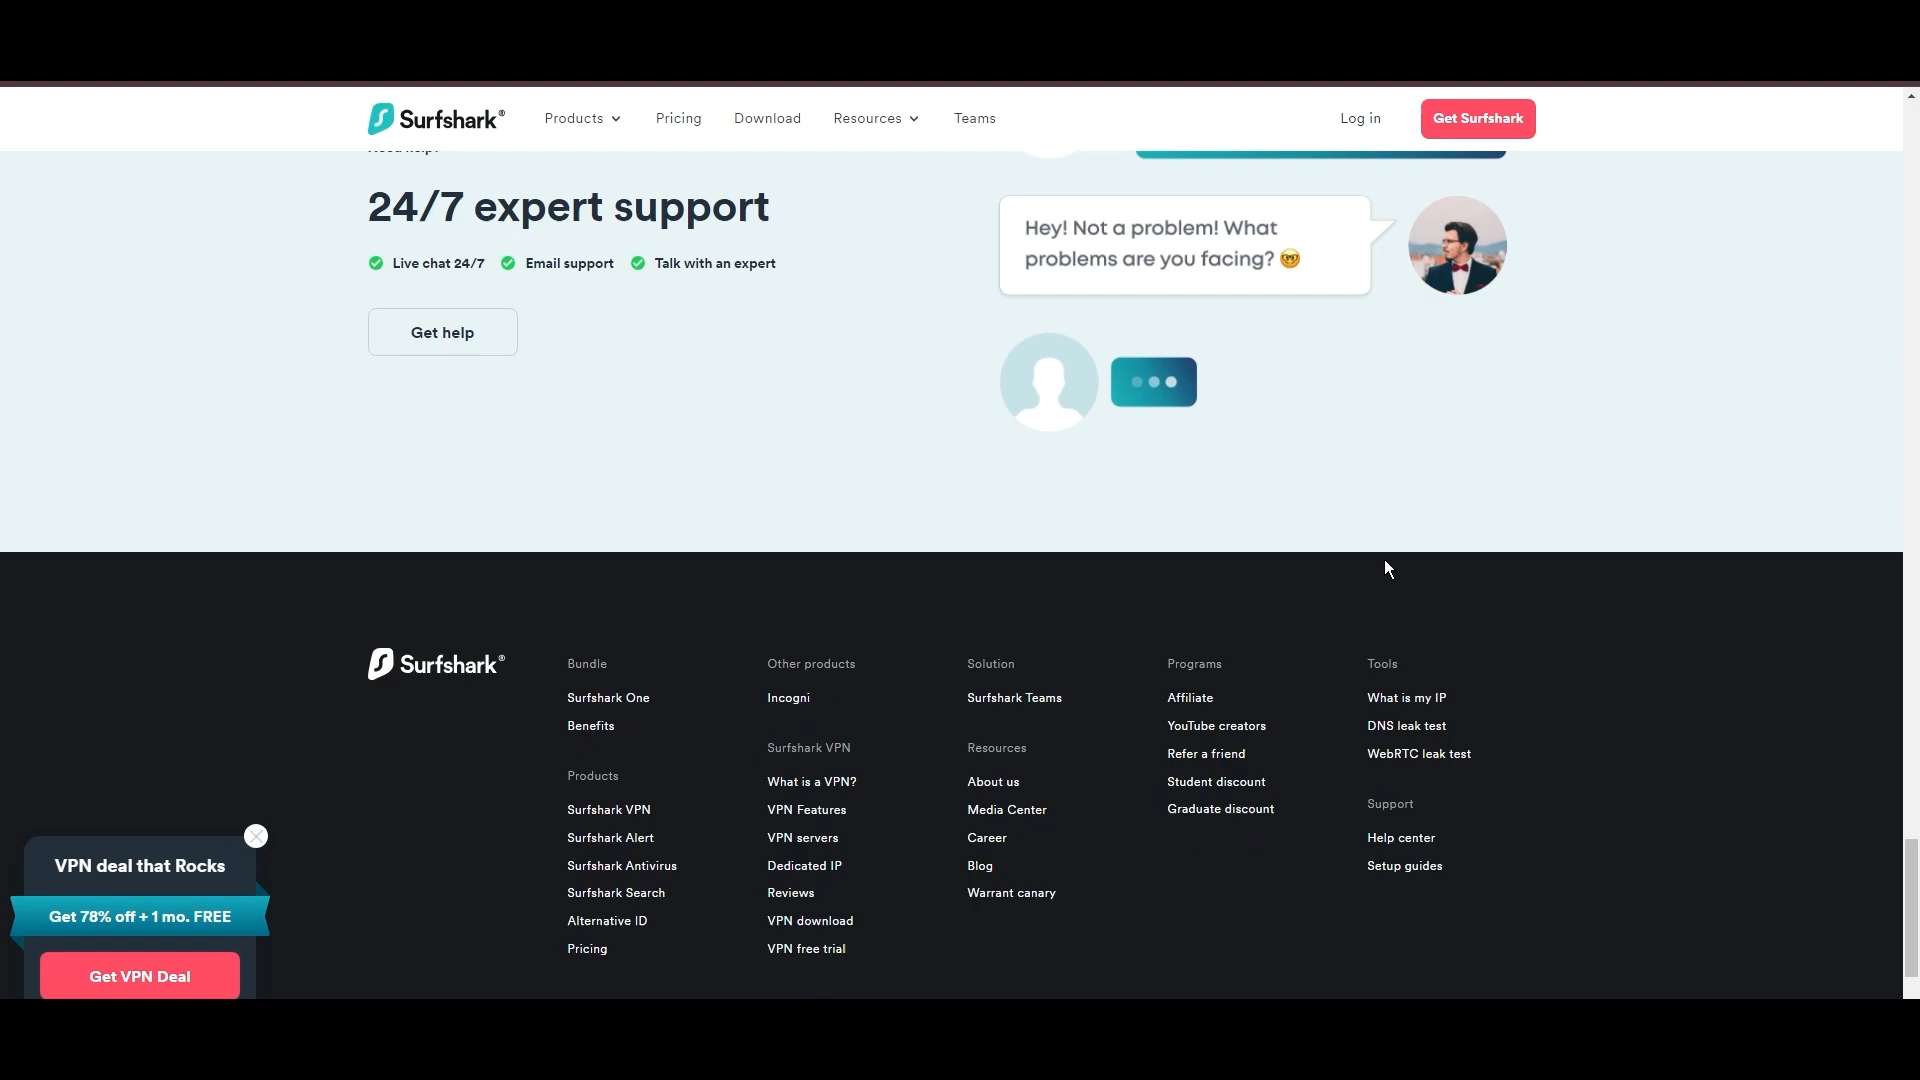 Surfshark®
Products
Pricing
Download
Resources
Teams
Log in
Get Surfshark
24/7 expert support
Live chat 24/7
Email support
Talk with an expert
Get help
Hey! Not a problem! What
problems are you facing? 🤓
Surfshark®
Bundle
Surfshark One
Benefits
Products
Surfshark VPN
Surfshark Alert
Surfshark Antivirus
Surfshark Search
Alternative ID
Pricing
Other products
Incogni
Surfshark VPN
What is a VPN?
VPN Features
VPN servers
Dedicated IP
Reviews
VPN download
VPN free trial
Solution
Surfshark Teams
Resources
About us
Media Center
Career
Blog
Warrant canary
Programs
Affiliate
YouTube creators
Refer a friend
Student discount
Graduate discount
Tools
What is my IP
DNS leak test
WebRTC leak test
Support
Help center
Setup guides
VPN deal that Rocks
Get 78% off + 1 mo. FREE
Get VPN Deal